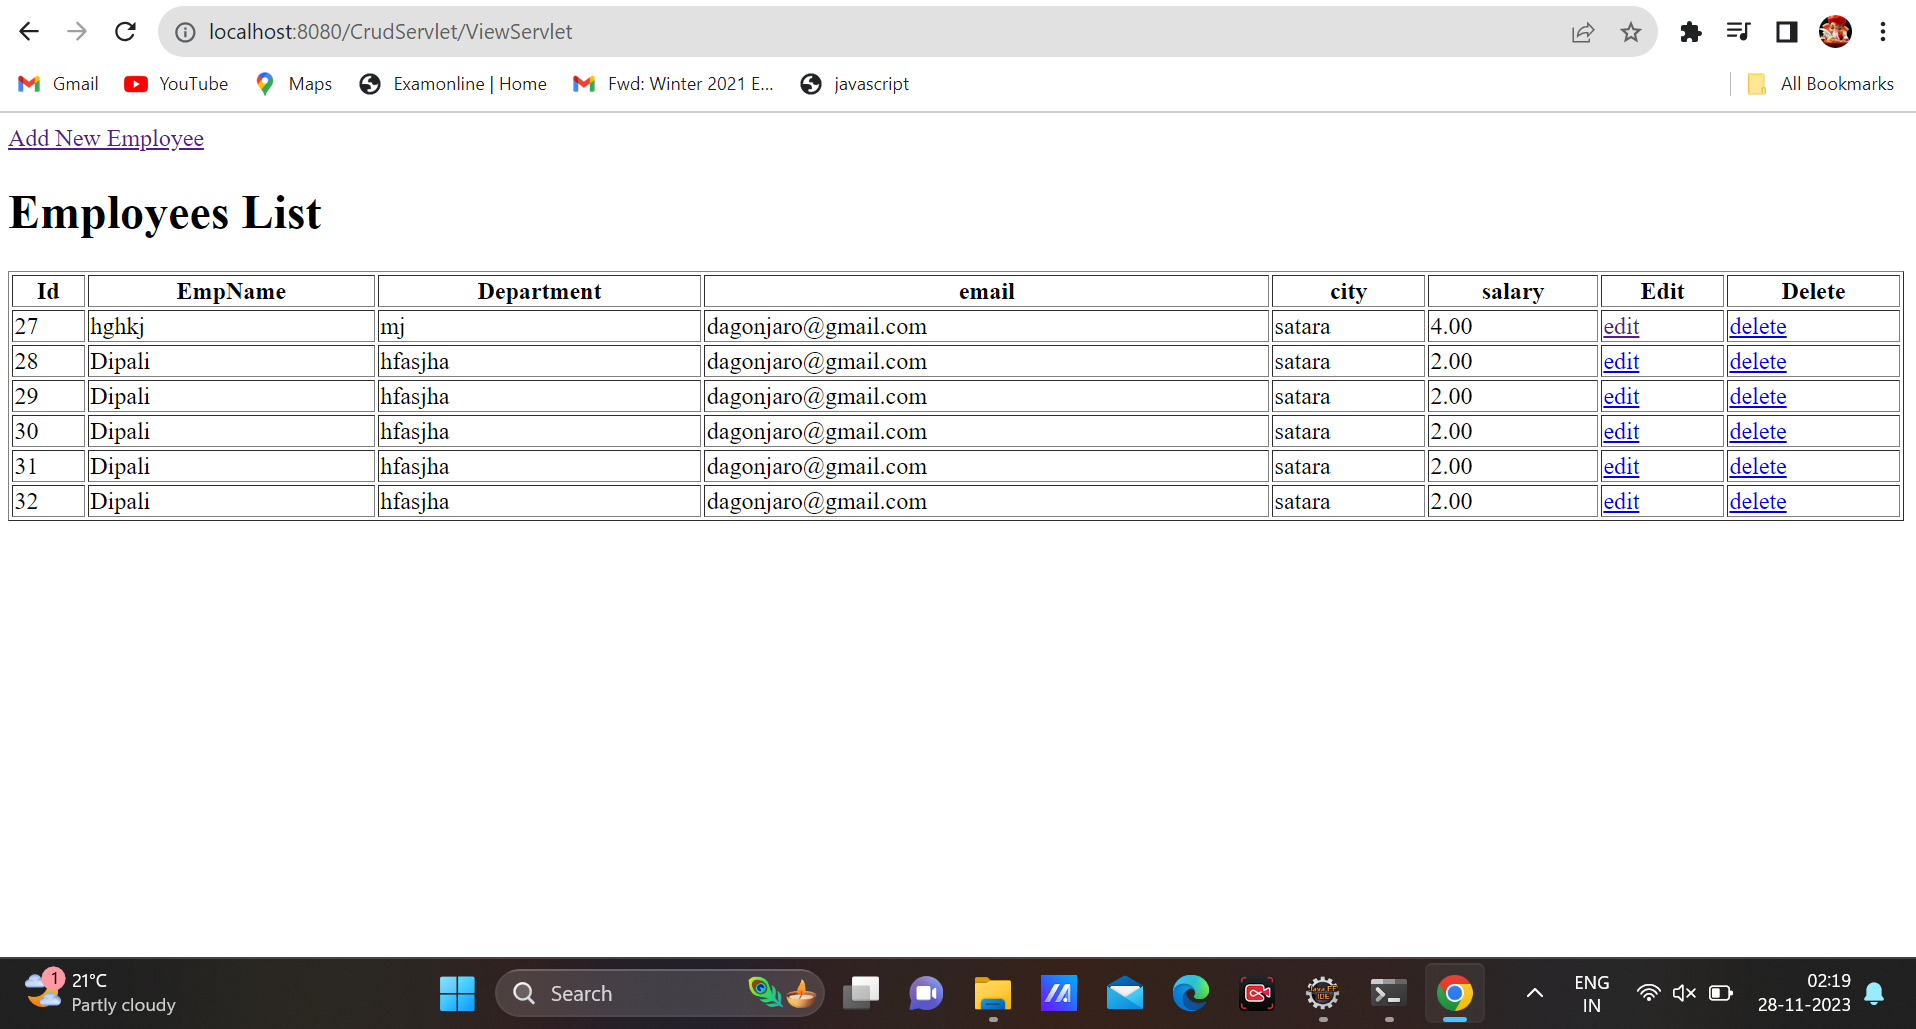 localhost:8080/CrudServlet/ViewServlet
Gmail YouTube Maps Examonline | Home Fwd: Winter 2021 E... javascript All Bookmarks
Add New Employee
Employees List
Id EmpName Department email city salary Edit Delete
27 hghkj mj dagonjaro@gmail.com satara 4.00 edit delete
28 Dipali hfasjha dagonjaro@gmail.com satara 2.00 edit delete
29 Dipali hfasjha dagonjaro@gmail.com satara 2.00 edit delete
30 Dipali hfasjha dagonjaro@gmail.com satara 2.00 edit delete
31 Dipali hfasjha dagonjaro@gmail.com satara 2.00 edit delete
32 Dipali hfasjha dagonjaro@gmail.com satara 2.00 edit delete
1 21°C Search Java EE ENG 02:19
Partly cloudy IDE IN 28-11-2023